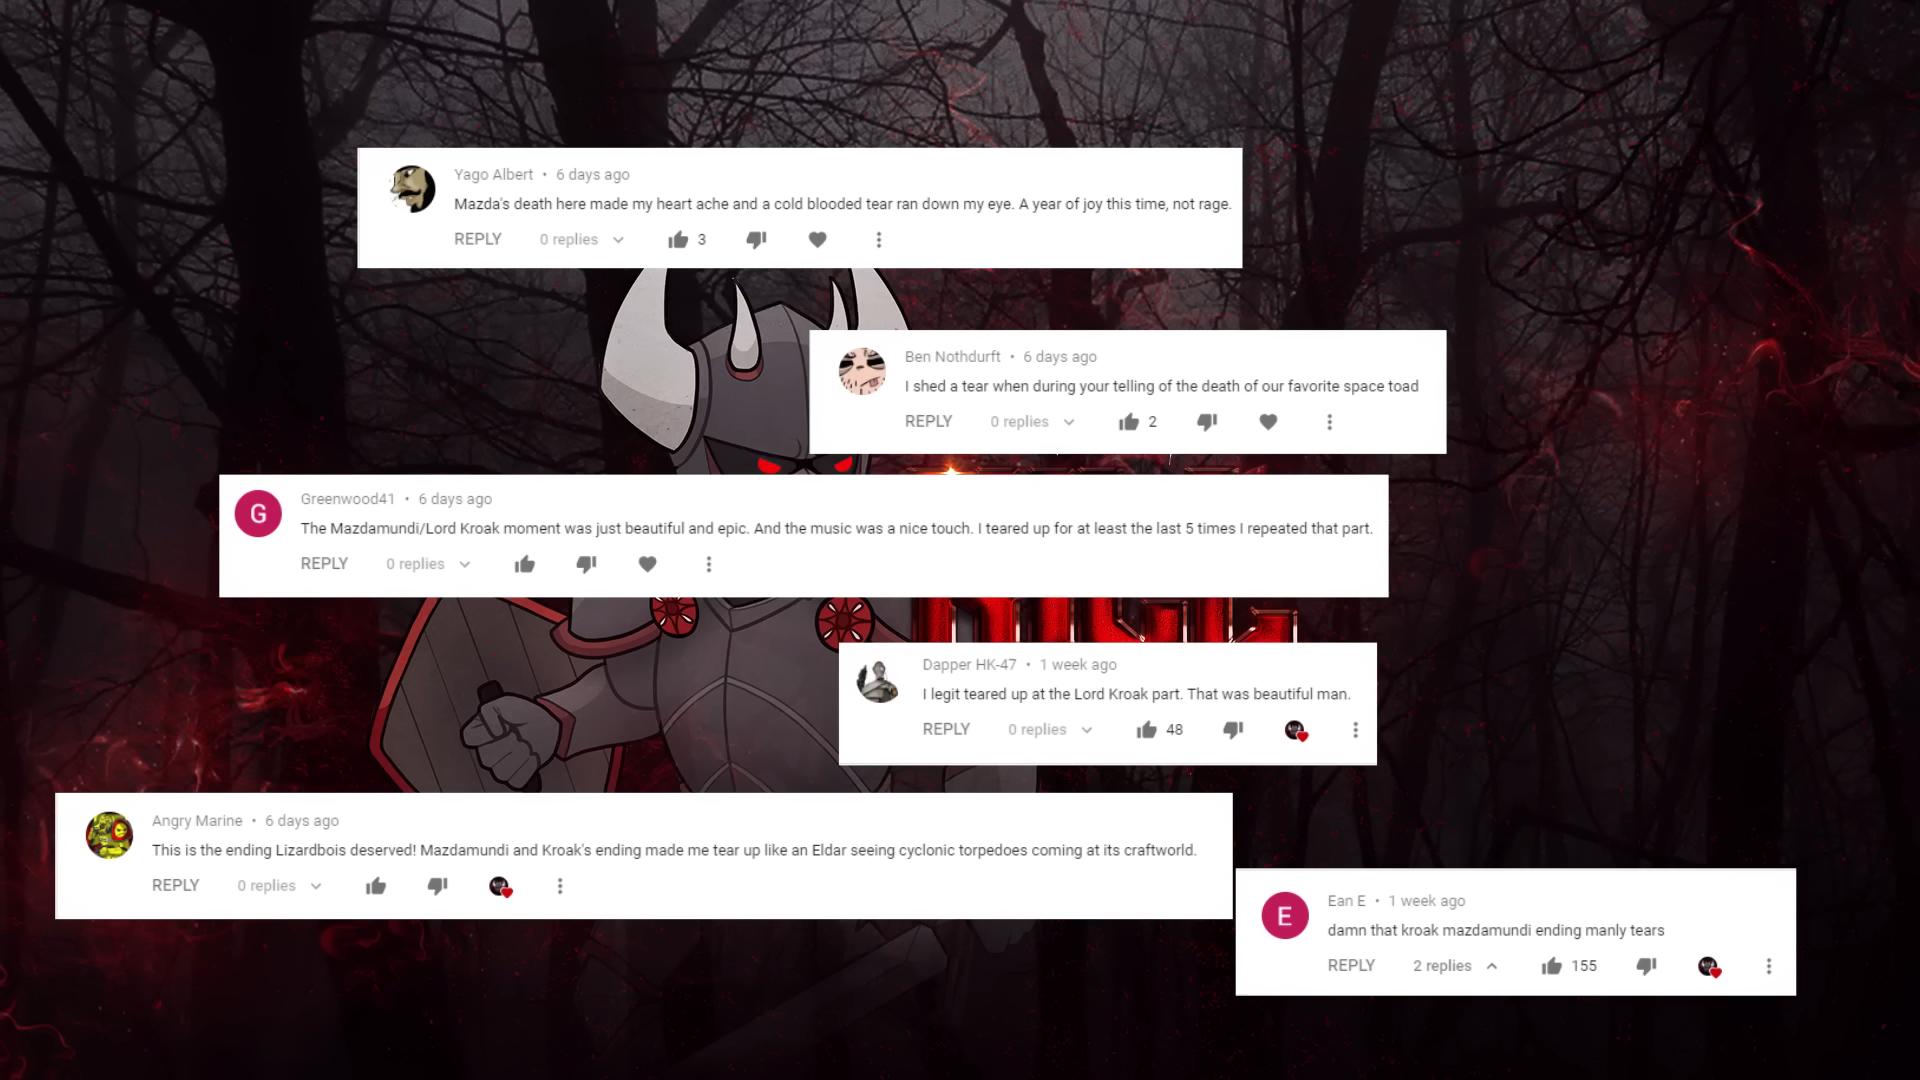 Yago Albert • 6 days ago
Mazda's death here made my heart ache and a cold blooded tear ran down my eye. A year of joy this time, not rage.
REPLY 0 replies 3
Ben Nothdurft • 6 days ago
I shed a tear when during your telling of the death of our favorite space toad
REPLY 0 replies 2
G
Greenwood41 • 6 days ago
The Mazdamundi/Lord Kroak moment was just beautiful and epic. And the music was a nice touch. I teared up for at least the last 5 times I repeated that part.
REPLY 0 replies
Dapper HK-47 • 1 week ago
I legit teared up at the Lord Kroak part. That was beautiful man.
REPLY 0 replies 48
Angry Marine • 6 days ago
This is the ending Lizardbois deserved! Mazdamundi and Kroak's ending made me tear up like an Eldar seeing cyclonic torpedoes coming at its craftworld.
REPLY 0 replies
E
Ean E • 1 week ago
damn that kroak mazdamundi ending manly tears
REPLY 2 replies 155